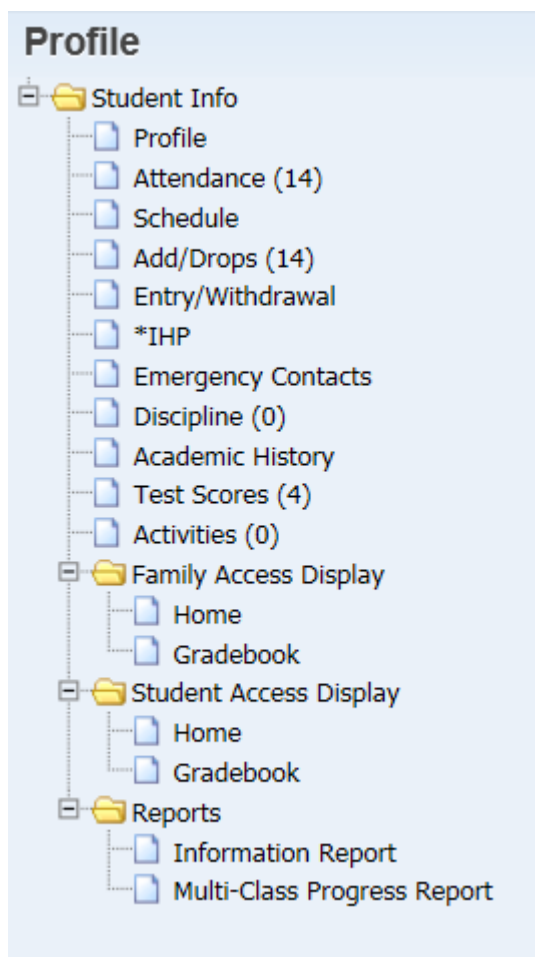 Profile
Student Info
Profile
Attendance (14)
Schedule
Add/Drops (14)
Entry/Withdrawal
*IHP
Emergency Contacts
Discipline (0)
Academic History
Test Scores (4)
Activities (0)
Family Access Display
Home
Gradebook
Student Access Display
Home
Gradebook
Reports
Information Report
Multi-Class Progress Report